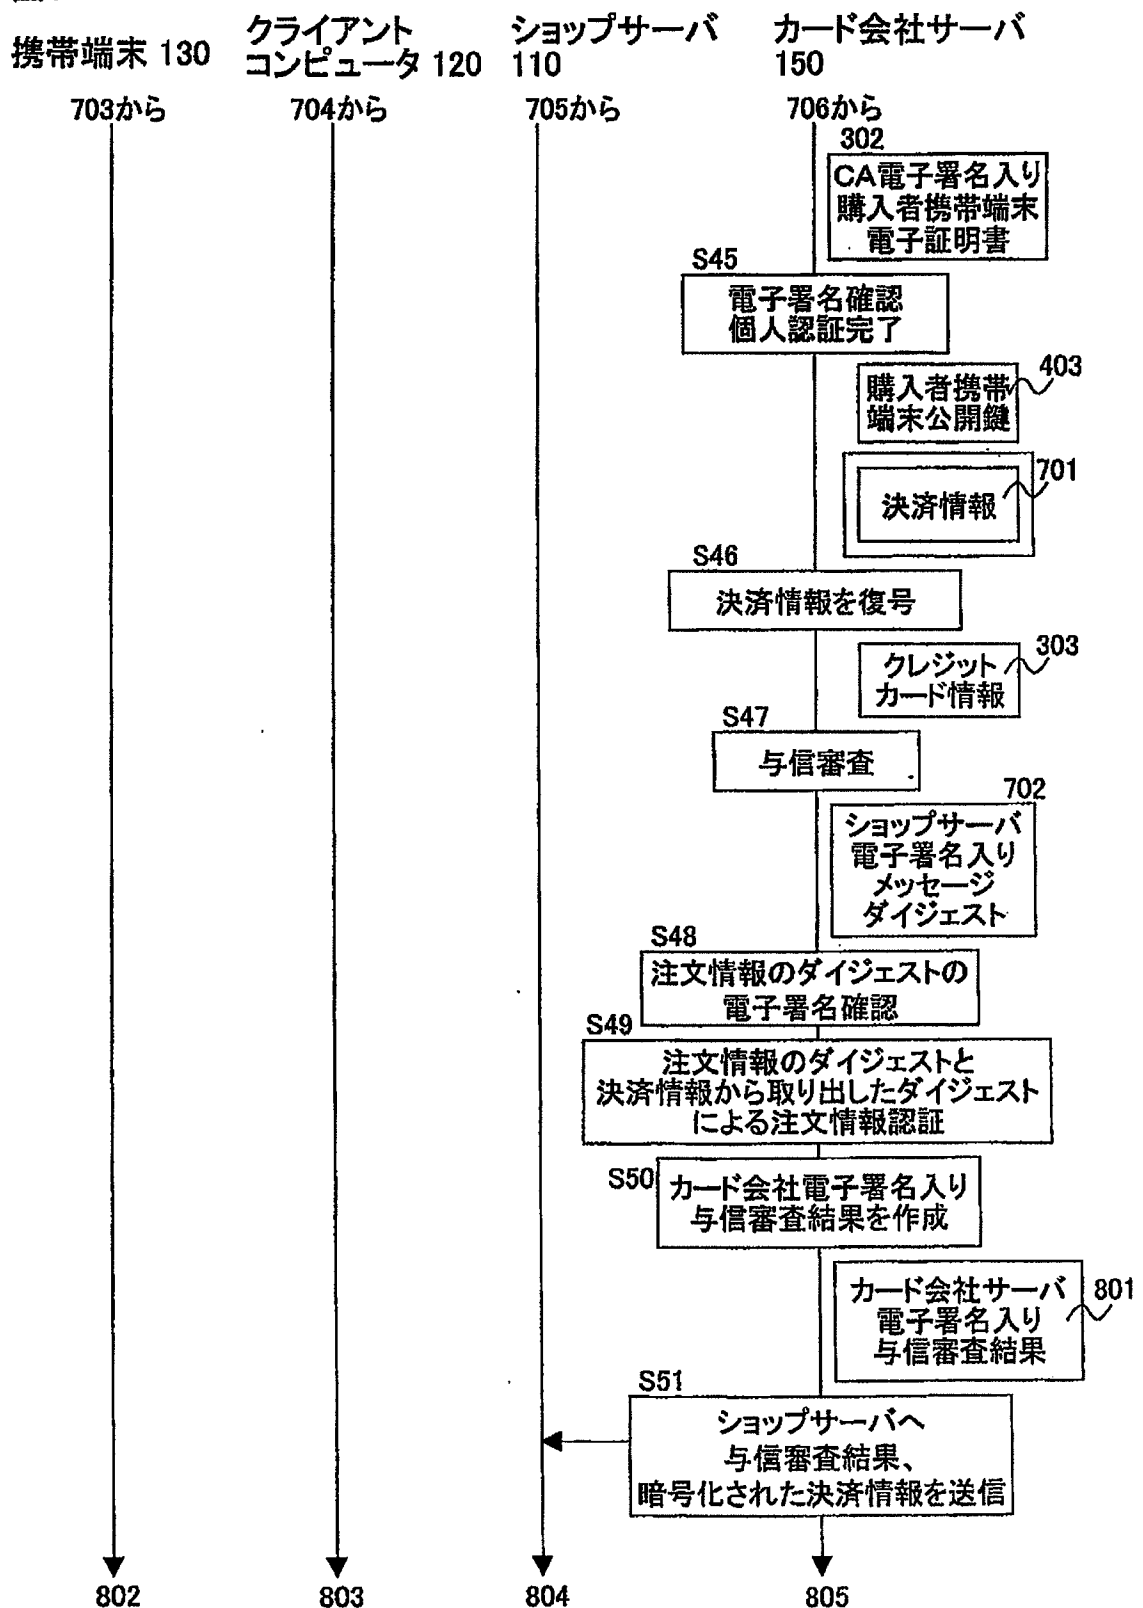 携帯端末 130
クライアント
コンピュータ 120
ショップサーバ
110
カード会社サーバ
150
703から
704から
705から
706から
302
CA電子署名入り
購入者携帯端末
電子証明書
S45
電子署名確認
個人認証完了
403
購入者携帯
端末公開鍵
701
決済情報
S46
決済情報を復号
303
クレジット
カード情報
S47
与信審査
702
ショップサーバ
電子署名入り
メッセージ
ダイジェスト
S48
注文情報のダイジェストの
電子署名確認
S49
注文情報のダイジェストと
決済情報から取り出したダイジェスト
による注文情報認証
S50
カード会社電子署名入り
与信審査結果を作成
801
カード会社サーバ
電子署名入り
与信審査結果
S51
ショップサーバへ
与信審査結果、
暗号化された決済情報を送信
802
803
804
805